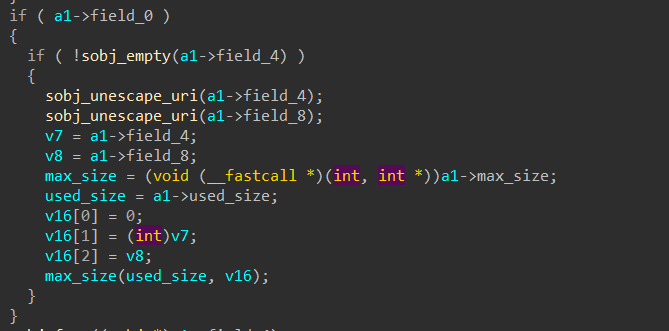 if ( a1->field_0 )
{
if ( !sobj_empty(a1->field_4) )
{
sobj_unescape_uri(a1->field_4);
sobj_unescape_uri(a1->field_8);
v7 = a1->field_4;
v8 = a1->field_8;
max_size = (void (__fastcall *)(int, int *))a1->max_size;
used_size = a1->used_size;
v16[0] = 0;
v16[1] = (int)v7;
v16[2] = v8;
max_size(used_size, v16);
}
}